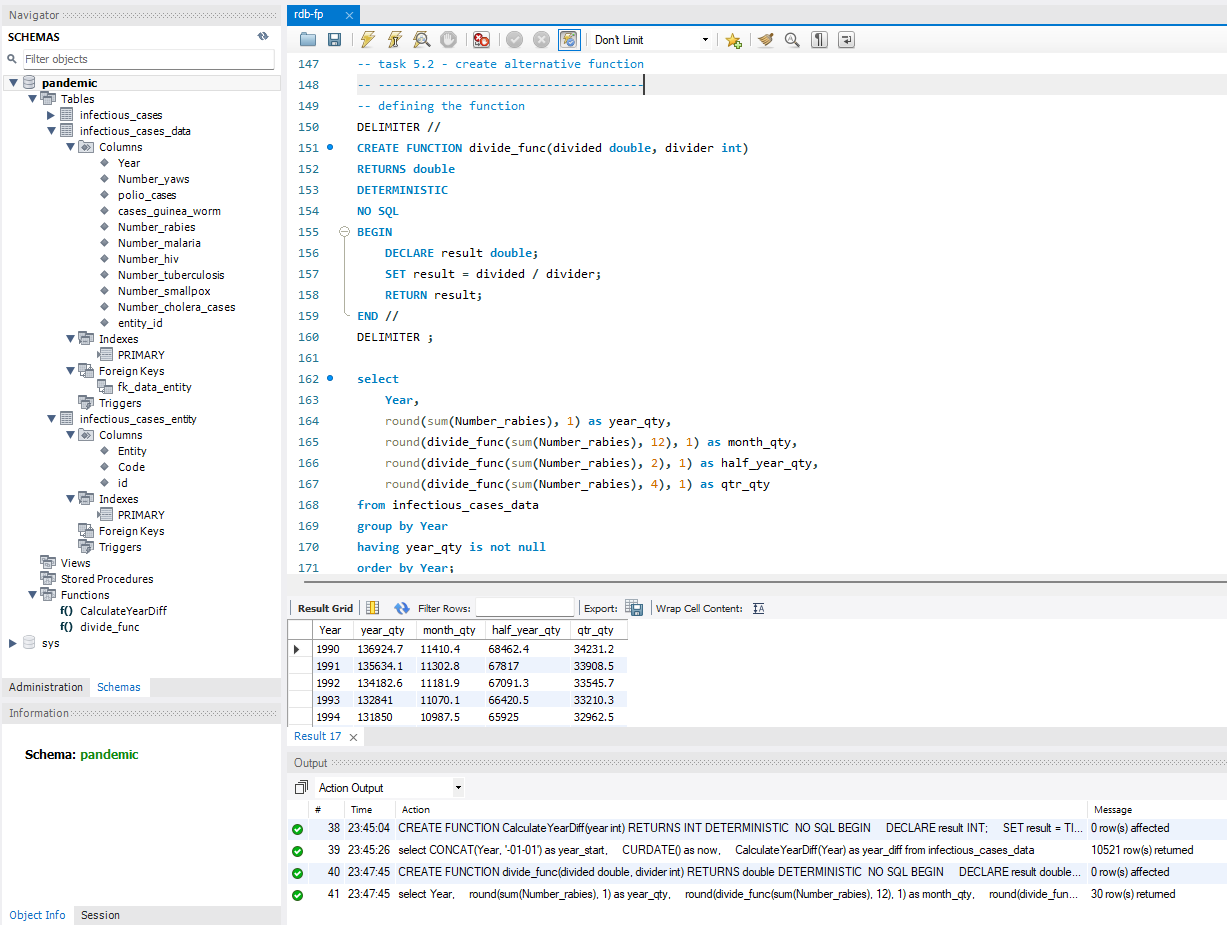 Navigator
SCHEMAS
Filter objects
pandemic
Tables
infectious_cases
infectious_cases_data
Columns
Year
Number_yaws
polio_cases
cases_guinea_worm
Number_rabies
Number_malaria
Number_hiv
Number_tuberculosis
Number_smallpox
Number_cholera_cases
entity_id
Indexes
PRIMARY
Foreign Keys
fk_data_entity
Triggers
infectious_cases_entity
Columns
Entity
Code
id
Indexes
PRIMARY
Foreign Keys
Triggers
Views
Stored Procedures
Functions
f() CalculateYearDiff
f() divide_func
sys
Administration Schemas
Information
Schema: pandemic
Object Info Session
rdb-fp
Don't Limit
147 -- task 5.2 - create alternative function
148 -- --------------------------------------
149 -- defining the function
150 DELIMITER //
151 CREATE FUNCTION divide_func(divided double, divider int)
152 RETURNS double
153 DETERMINISTIC
154 NO SQL
155 BEGIN
156 DECLARE result double;
157 SET result = divided / divider;
158 RETURN result;
159 END //
160 DELIMITER ;
161
162 select
163 Year,
164 round(sum(Number_rabies), 1) as year_qty,
165 round(divide_func(sum(Number_rabies), 12), 1) as month_qty,
166 round(divide_func(sum(Number_rabies), 2), 1) as half_year_qty,
167 round(divide_func(sum(Number_rabies), 4), 1) as qtr_qty
168 from infectious_cases_data
169 group by Year
170 having year_qty is not null
171 order by Year;
Result Grid Filter Rows: Export: Wrap Cell Content:
Year year_qty month_qty half_year_qty qtr_qty
1990 136924.7 11410.4 68462.4 34231.2
1991 135634.1 11302.8 67817 33908.5
1992 134182.6 11181.9 67091.3 33545.7
1993 132841 11070.1 66420.5 33210.3
1994 131850 10987.5 65925 32962.5
Result 17
Output
Action Output
# Time Action Message
38 23:45:04 CREATE FUNCTION CalculateYearDiff(year int) RETURNS INT DETERMINISTIC NO SQL BEGIN DECLARE result INT; SET result = TI... 0 row(s) affected
39 23:45:26 select CONCAT(Year, '-01-01') as year_start, CURDATE() as now, CalculateYearDiff(Year) as year_diff from infectious_cases_data 10521 row(s) returned
40 23:47:45 CREATE FUNCTION divide_func(divided double, divider int) RETURNS double DETERMINISTIC NO SQL BEGIN DECLARE result double... 0 row(s) affected
41 23:47:45 select Year, round(sum(Number_rabies), 1) as year_qty, round(divide_func(sum(Number_rabies), 12), 1) as month_qty, round(divide_fun... 30 row(s) returned